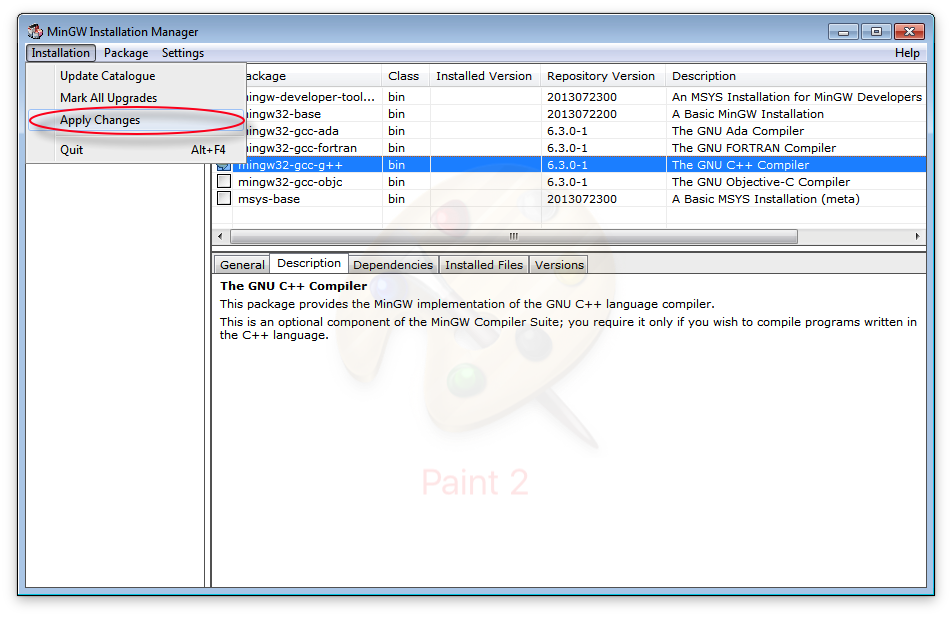 MinGW Installation Manager
Installation Package Settings Help
Update Catalogue
Mark All Upgrades
Apply Changes
Quit Alt+F4
ackage Class Installed Version Repository Version Description
mingw-developer-tool... bin 2013072300 An MSYS Installation for MinGW Developers
mingw32-base bin 2013072200 A Basic MinGW Installation
mingw32-gcc-ada bin 6.3.0-1 The GNU Ada Compiler
mingw32-gcc-fortran bin 6.3.0-1 The GNU FORTRAN Compiler
mingw32-gcc-g++ bin 6.3.0-1 The GNU C++ Compiler
mingw32-gcc-objc bin 6.3.0-1 The GNU Objective-C Compiler
msys-base bin 2013072300 A Basic MSYS Installation (meta)
General Description Dependencies Installed Files Versions
The GNU C++ Compiler
This package provides the MinGW implementation of the GNU C++ language compiler.
This is an optional component of the MinGW Compiler Suite; you require it only if you wish to compile programs written in
the C++ language.
Paint 2